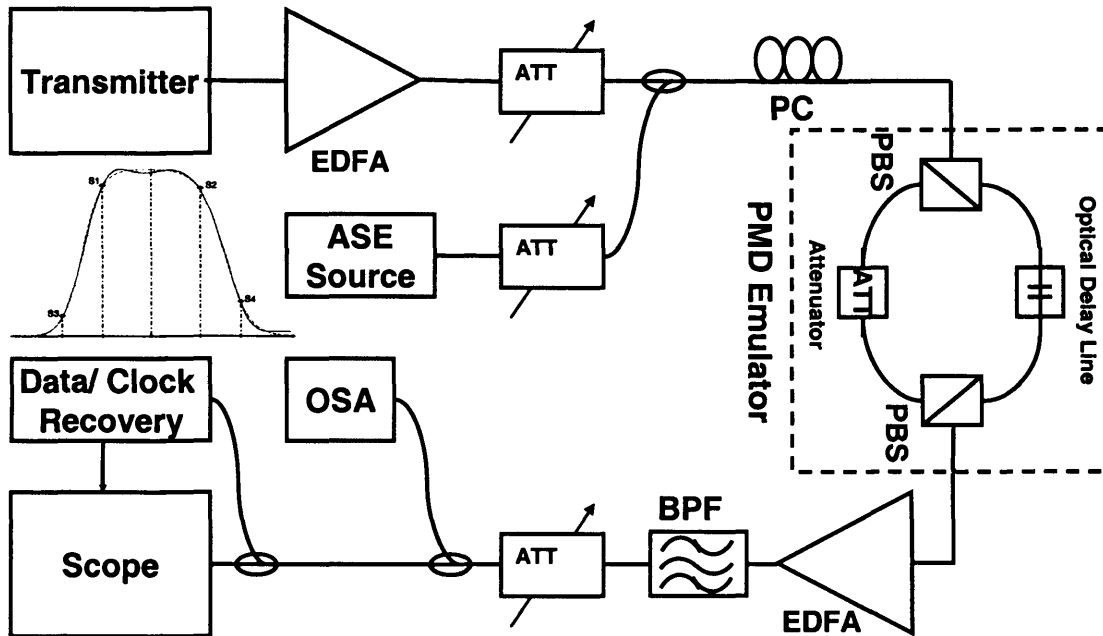 Transmitter
EDFA
ATT
PC
S1
S2
S3
S4
ASE
Source
ATT
PMD Emulator
PBS
Attenuator
ATT
Optical Delay Line
PBS
Data/ Clock
Recovery
OSA
Scope
ATT
BPF
EDFA